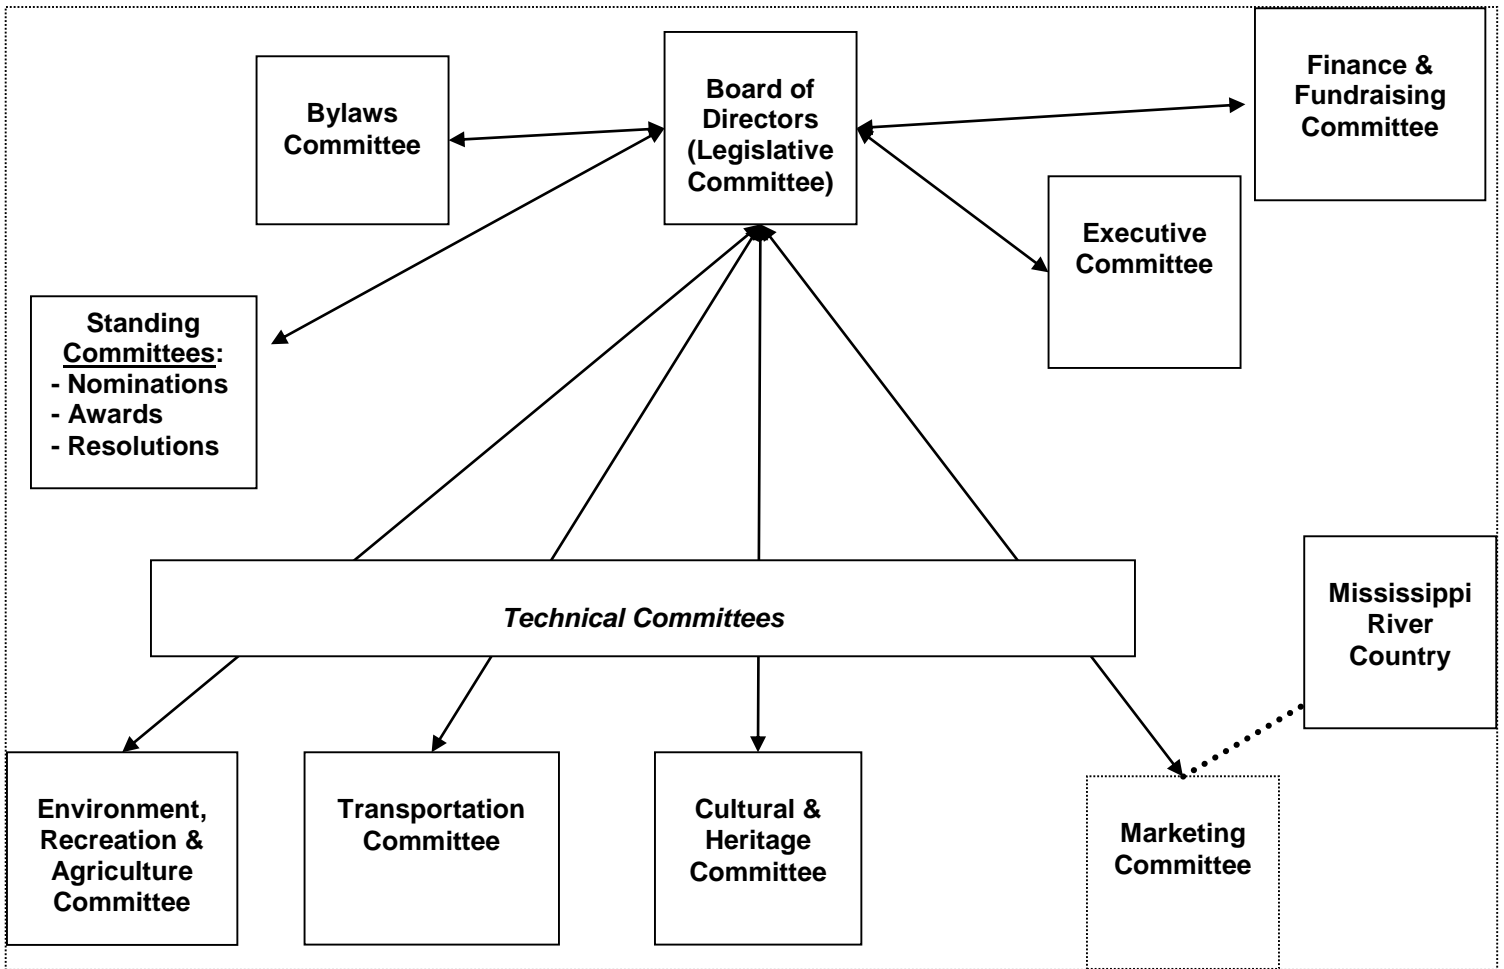 Bylaws
Committee
Board of
Directors
(Legislative
Committee)
Finance &
Fundraising
Committee
Executive
Committee
Standing
Committees:
- Nominations
- Awards
- Resolutions
Technical Committees
Mississippi
River
Country
Environment,
Recreation &
Agriculture
Committee
Transportation
Committee
Cultural &
Heritage
Committee
Marketing
Committee